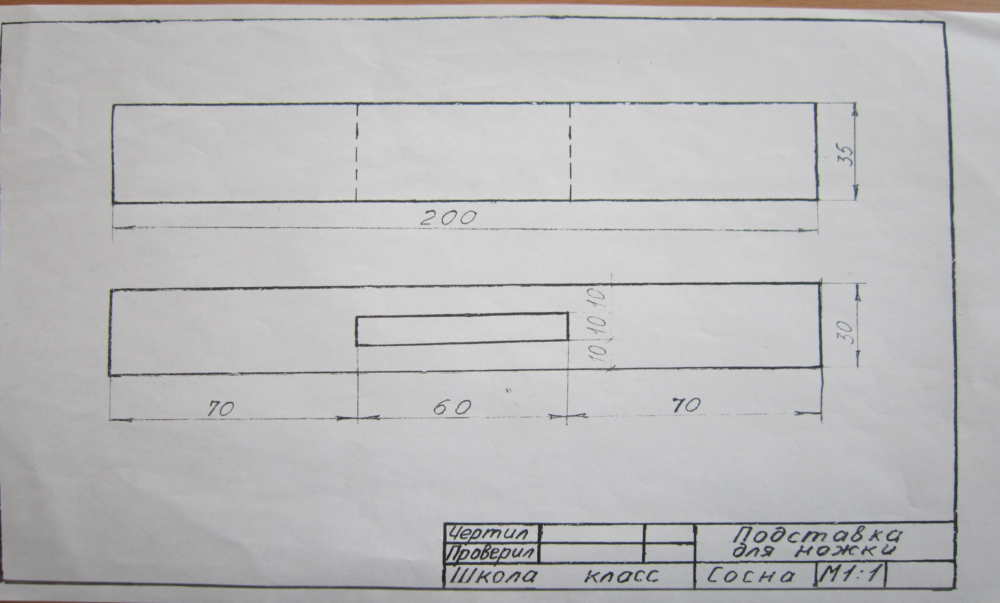 35
200
10 10 10
30
70 60 70
Чертил
Проверил
Подставка
для ножки
Школа класс
Сосна М1:1